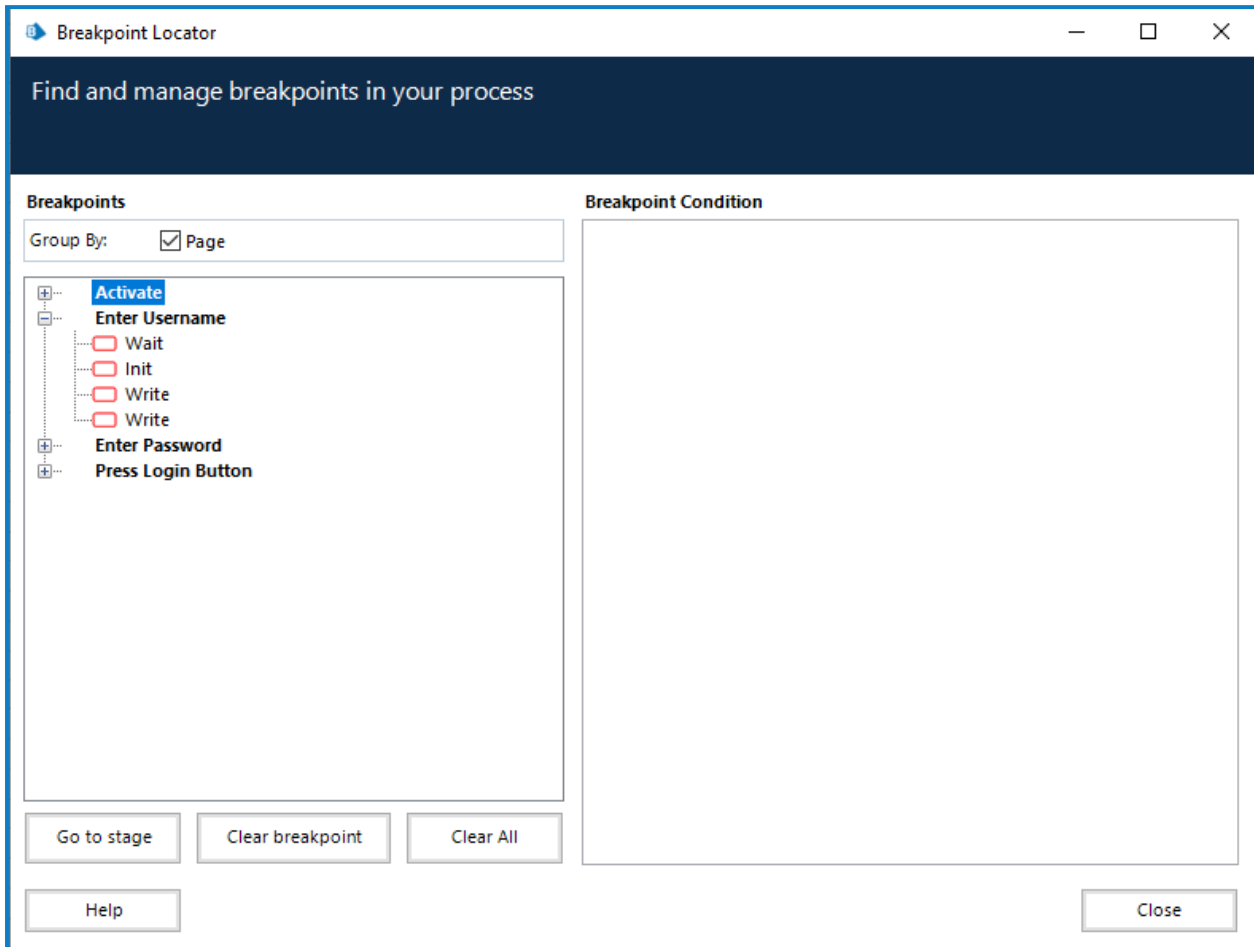 Breakpoint Locator
Find and manage breakpoints in your process
Breakpoints
Group By: Page
Activate
Enter Username
Wait
Init
Write
Write
Enter Password
Press Login Button
Go to stage Clear breakpoint Clear All
Help
Breakpoint Condition
Close